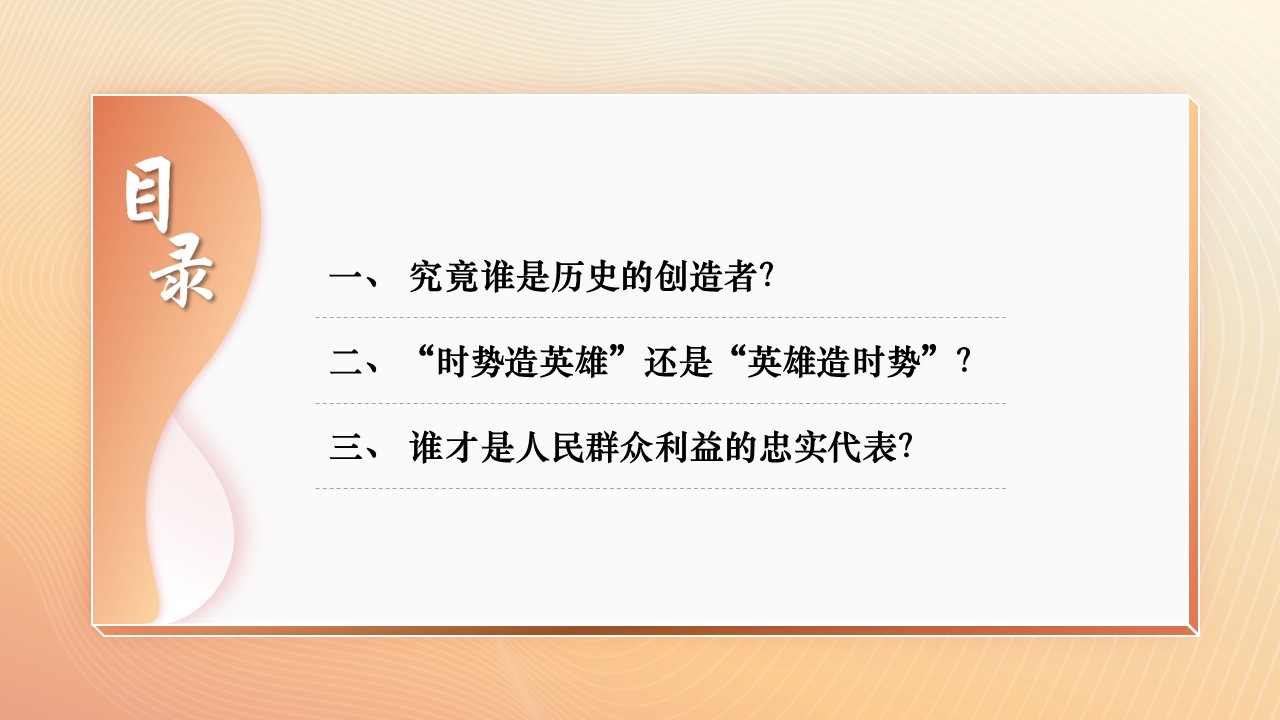 目录
一、 究竟谁是历史的创造者？
二、“时势造英雄”还是“英雄造时势”？
三、 谁才是人民群众利益的忠实代表？